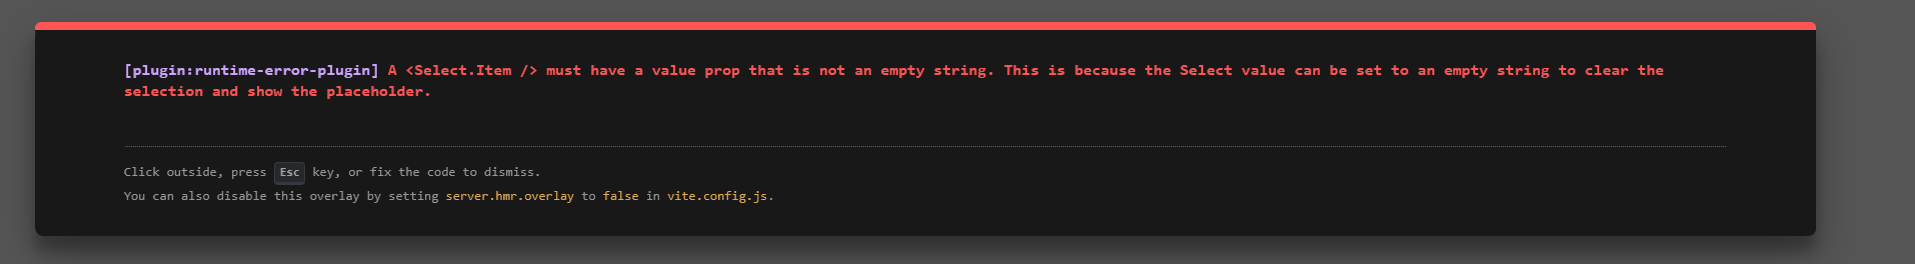 [plugin:runtime-error-plugin] A <Select.Item /> must have a value prop that is not an empty string. This is because the Select value can be set to an empty string to clear the
selection and show the placeholder.
Click outside, press Esc key, or fix the code to dismiss.
You can also disable this overlay by setting server.hmr.overlay to false in vite.config.js.